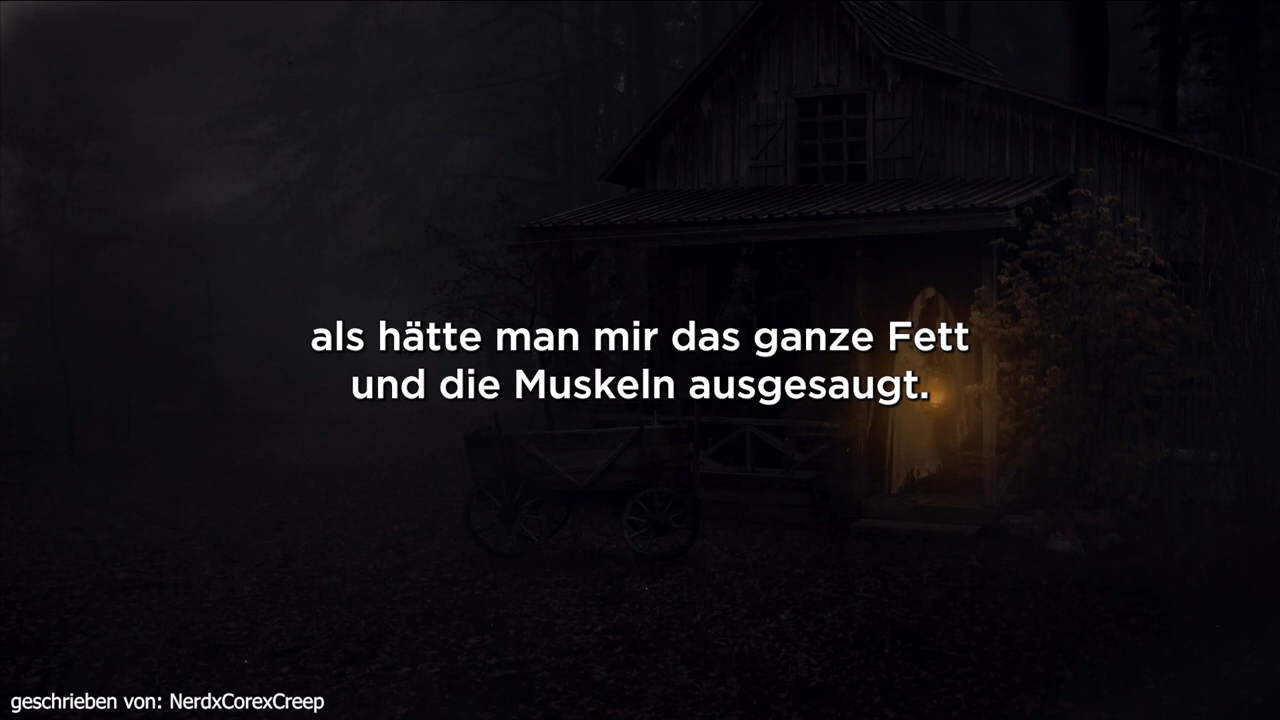 als hätte man mir das ganze Fett
und die Muskeln ausgesaugt.
geschrieben von: NerdxCorexCreep